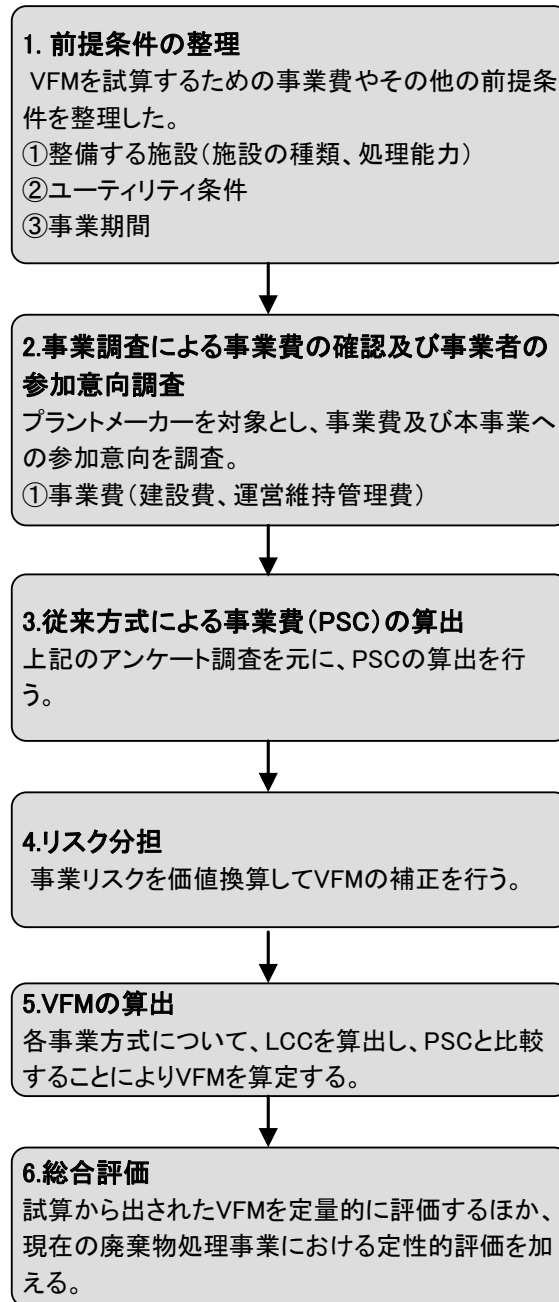 1. 前提条件の整理
VFMを試算するための事業費やその他の前提条
件を整理した。
①整備する施設(施設の種類、処理能力)
②ユーティリティ条件
③事業期間
2.事業調査による事業費の確認及び事業者の
参加意向調査
プラントメーカーを対象とし、事業費及び本事業へ
の参加意向を調査。
①事業費(建設費、運営維持管理費)
3.従来方式による事業費(PSC)の算出
上記のアンケート調査を元に、PSCの算出を行
う。
4.リスク分担
事業リスクを価値換算してVFMの補正を行う。
5.VFMの算出
各事業方式について、LCCを算出し、PSCと比較
することによりVFMを算定する。
6.総合評価
試算から出されたVFMを定量的に評価するほか、
現在の廃棄物処理事業における定性的評価を加
える。